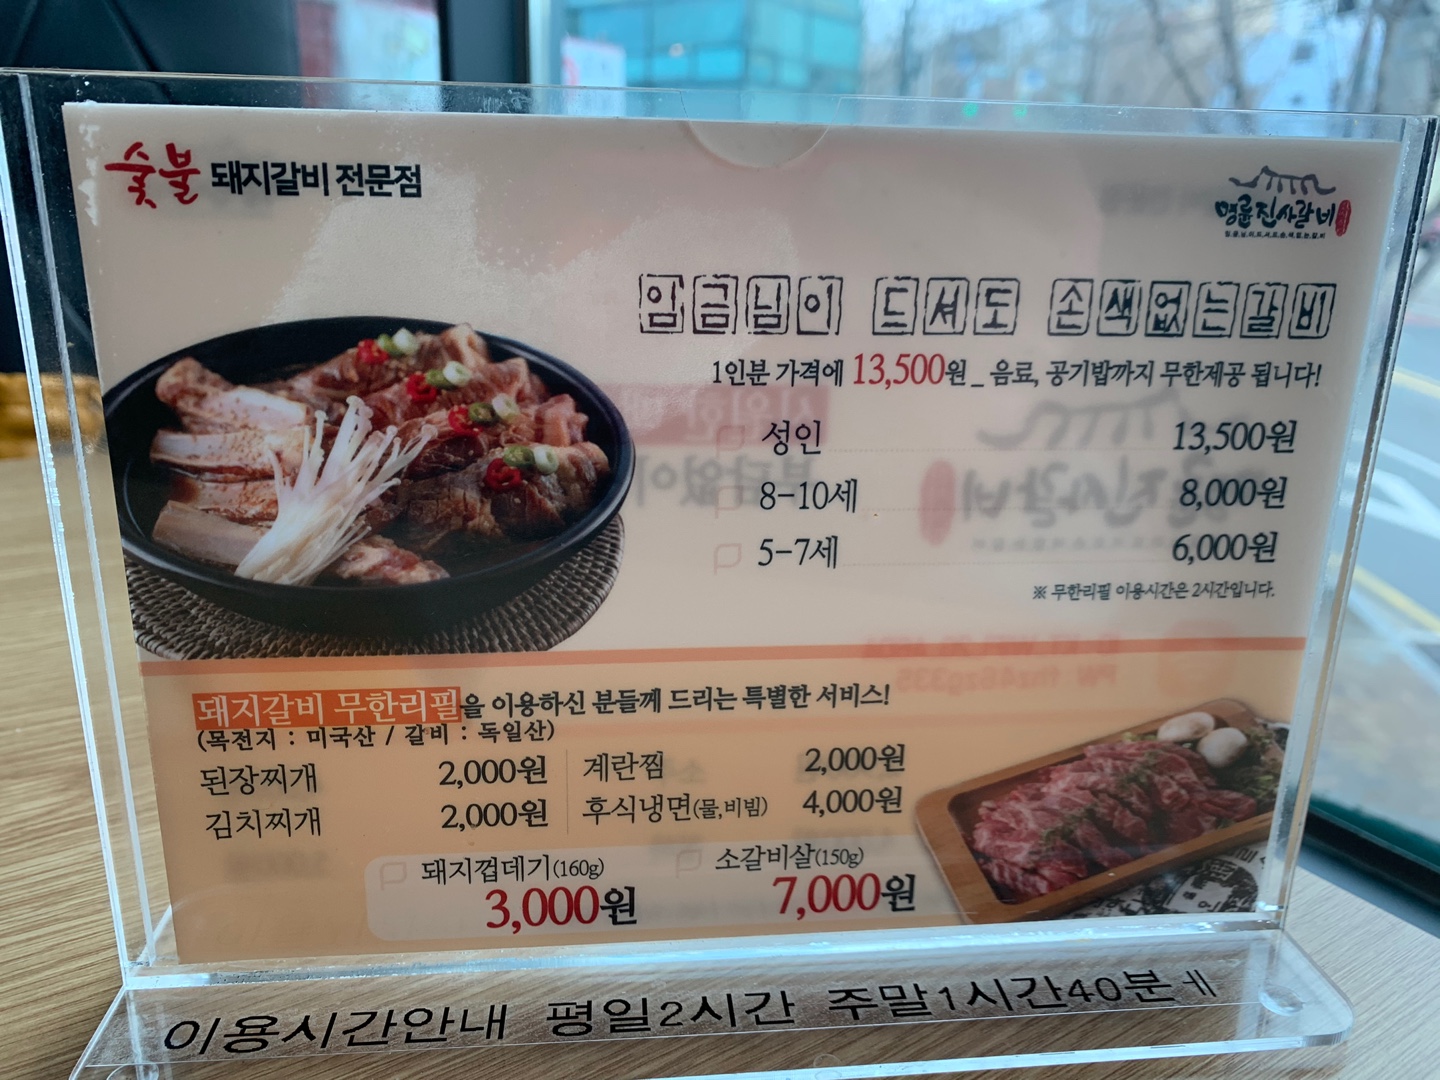 숯불 돼지갈비 전문점
명륜진사갈비
임금님이 드셔도 손색없는갈비
1인분 가격에 13,500원_ 음료, 공기밥까지 무한제공 됩니다!
성인 13,500원
8-10세 8,000원
5-7세 6,000원
※ 무한리필 이용시간은 2시간입니다.
돼지갈비 무한리필을 이용하신 분들께 드리는 특별한 서비스!
(목전지 : 미국산 / 갈비 : 독일산)
된장찌개 2,000원 계란찜 2,000원
김치찌개 2,000원 후식냉면(물,비빔) 4,000원
돼지껍데기(160g) 소갈비살(150g)
3,000원 7,000원
이용시간안내 평일2시간 주말1시간40분